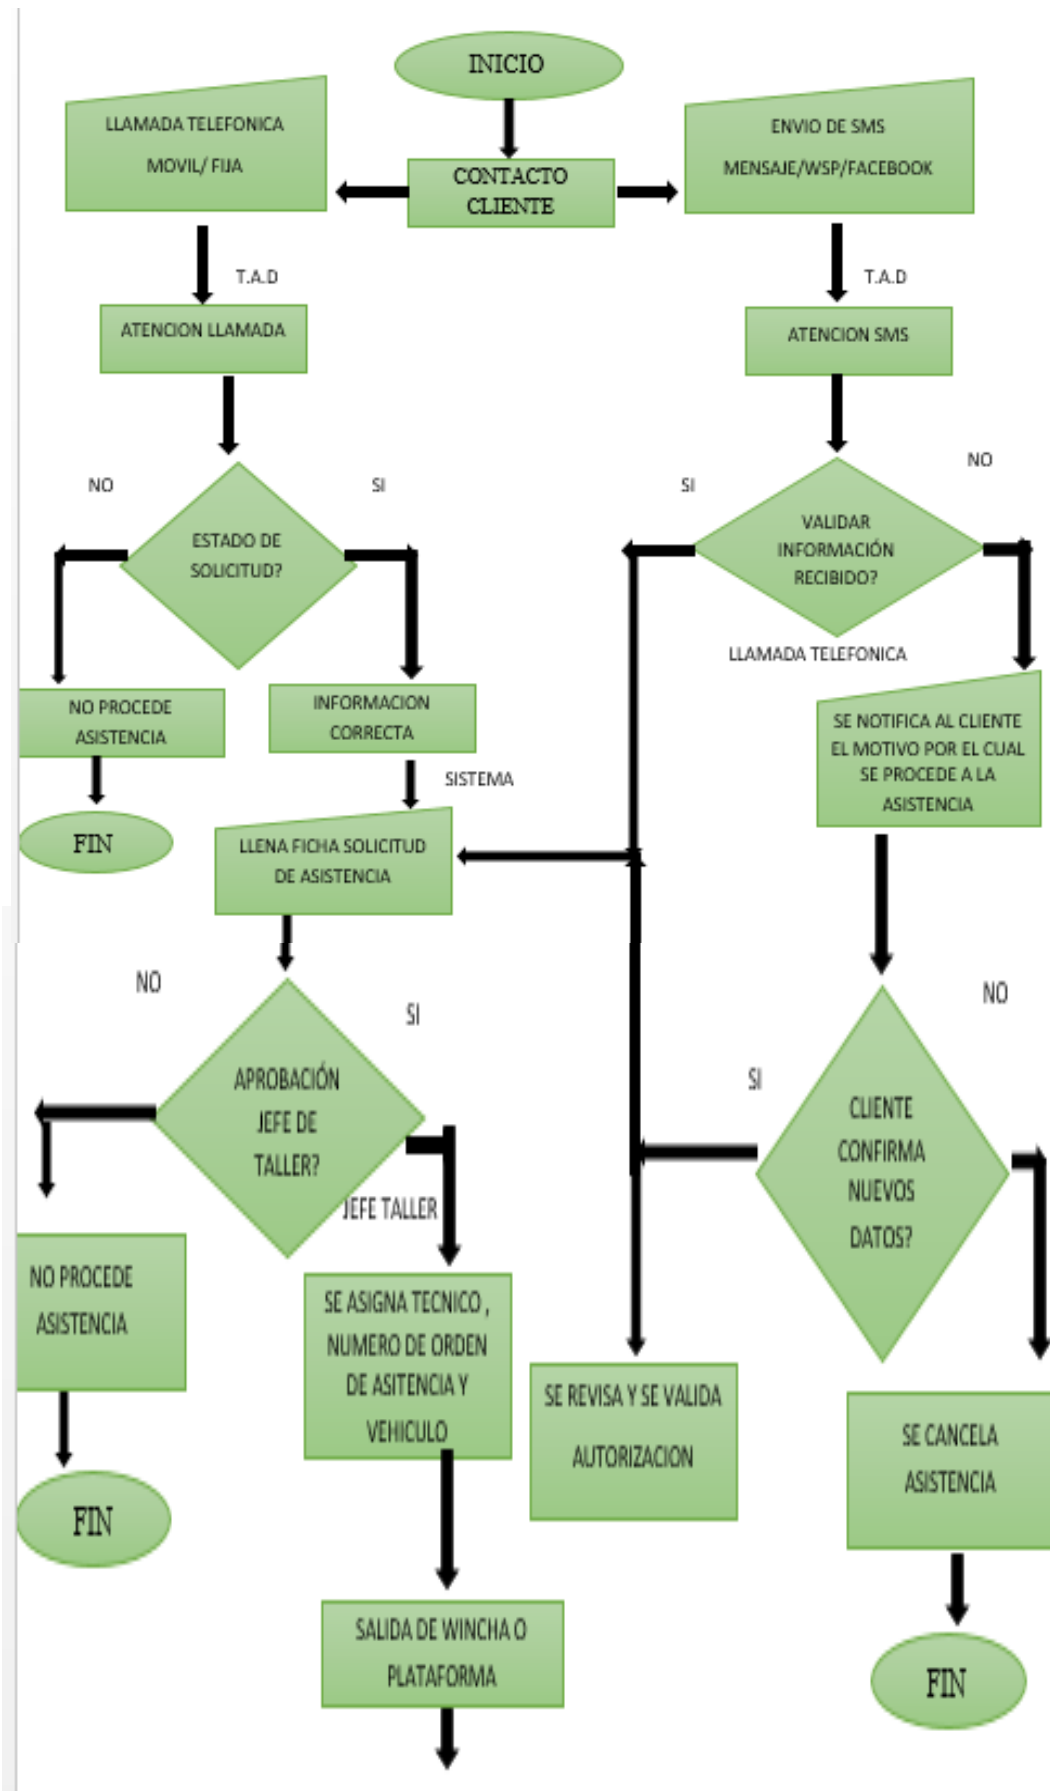 INICIO
LLAMADA TELEFONICA
MOVIL/ FIJA
CONTACTO
CLIENTE
ENVIO DE SMS
MENSAJE/WSP/FACEBOOK
T.A.D
T.A.D
ATENCION LLAMADA
ATENCION SMS
NO
SI
SI
NO
ESTADO DE
SOLICITUD?
VALIDAR
INFORMACIÓN
RECIBIDO?
LLAMADA TELEFONICA
NO PROCEDE
ASISTENCIA
INFORMACION
CORRECTA
SE NOTIFICA AL CLIENTE
EL MOTIVO POR EL CUAL
SE PROCEDE A LA
ASISTENCIA
SISTEMA
FIN
LLENA FICHA SOLICITUD
DE ASISTENCIA
NO
SI
NO
SI
APROBACIÓN
JEFE DE
TALLER?
CLIENTE
CONFIRMA
NUEVOS
DATOS?
JEFE TALLER
NO PROCEDE
ASISTENCIA
SE ASIGNA TECNICO ,
NUMERO DE ORDEN
DE ASITENCIA Y
VEHICULO
SE REVISA Y SE VALIDA
AUTORIZACION
SE CANCELA
ASISTENCIA
FIN
SALIDA DE WINCHA O
PLATAFORMA
FIN